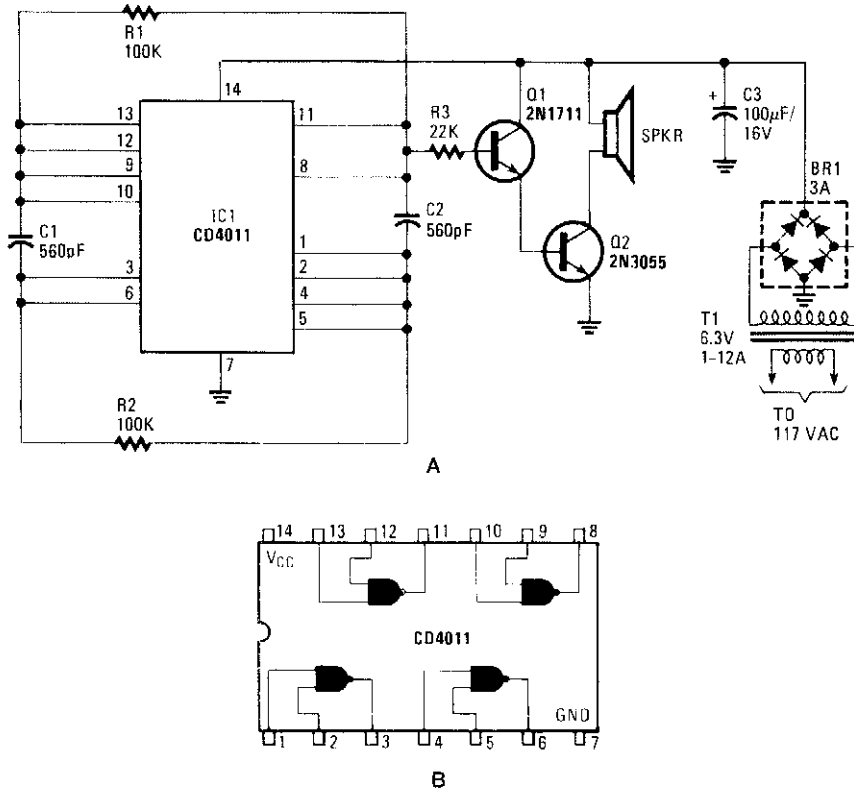 R1
100K
14
13
12
9
10
3
6
11
8
1
2
4
5
7
IC1
CD4011
C1
560pF
R2
100K
R3
22K
C2
560pF
Q1
2N1711
Q2
2N3055
SPKR
+
C3
100µF/
16V
BR1
3A
T1
6.3V
1-12A
TO
117 VAC
A
14 13 12 11 10 9 8
VCC
CD4011
GND
1 2 3 4 5 6 7
B